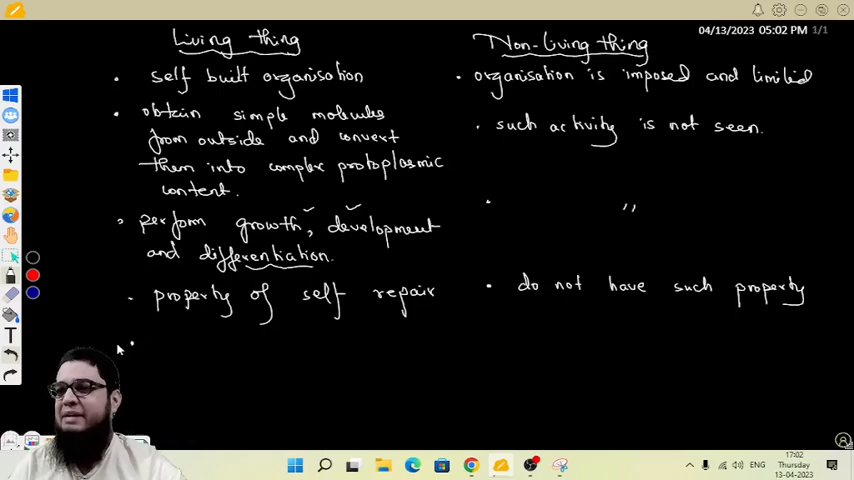 04/13/2023 05:02 PM 1/1
Living thing
Non-Living thing
• self built organisation
• organisation is imposed and limited
• obtain simple molecules
from outside and convert
them into complex protoplasmic
content.
• such activity is not seen.
• perform growth, development
and differentiation.
• "
• property of self repair
• do not have such property
•
T
ENG
17:02
Thursday
13-04-2023